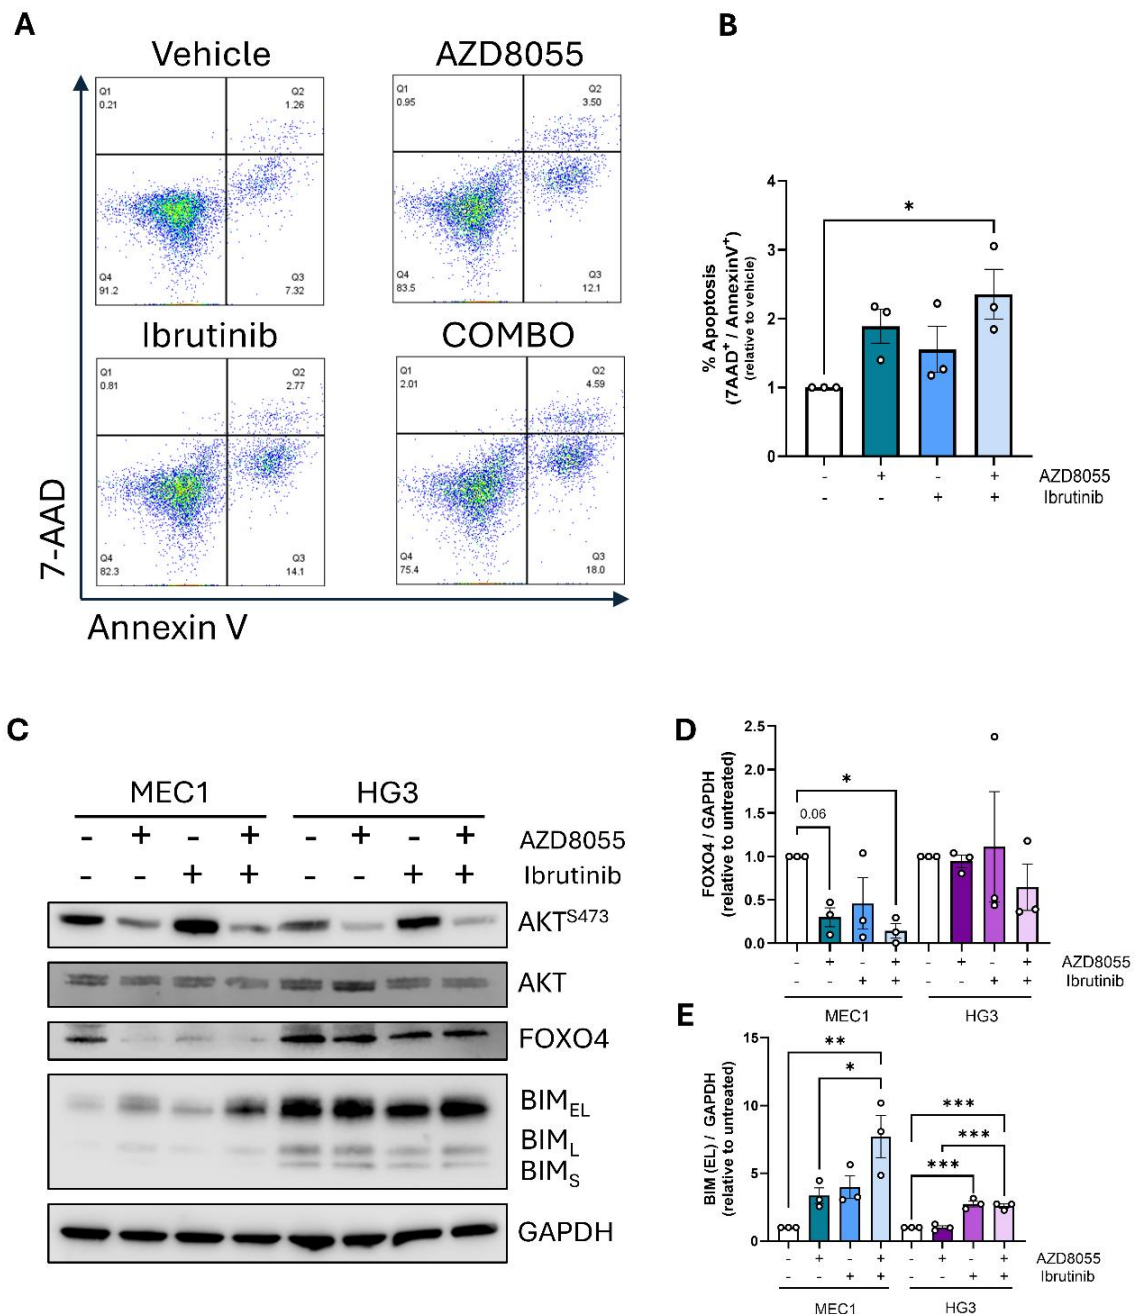 A
Vehicle
AZD8055
Q1
0.21
Q2
1.26
Q4
91.2
Q3
7.32
Q1
0.95
Q2
3.50
Q4
83.5
Q3
12.1
Ibrutinib
COMBO
Q1
0.81
Q2
2.77
Q4
82.3
Q3
14.1
Q1
2.01
Q2
4.59
Q4
75.4
Q3
18.0
7-AAD
Annexin V
B
% Apoptosis
(7AAD⁺ / AnnexinV⁺)
(relative to vehicle)
4
3
2
1
0
*
- + - + AZD8055
- - + + Ibrutinib
C
MEC1 HG3
- + - + - + - + AZD8055
- - + + - - + + Ibrutinib
AKT^S473
AKT
FOXO4
BIM_EL
BIM_L
BIM_S
GAPDH
D
FOXO4 / GAPDH
(relative to untreated)
2.5
2.0
1.5
1.0
0.5
0.0
*
0.06
- + - + - + - + AZD8055
- - + + - - + + Ibrutinib
MEC1 HG3
E
BIM (EL) / GAPDH
(relative to untreated)
15
10
5
0
**
*
***
***
***
- + - + - + - + AZD8055
- - + + - - + + Ibrutinib
MEC1 HG3